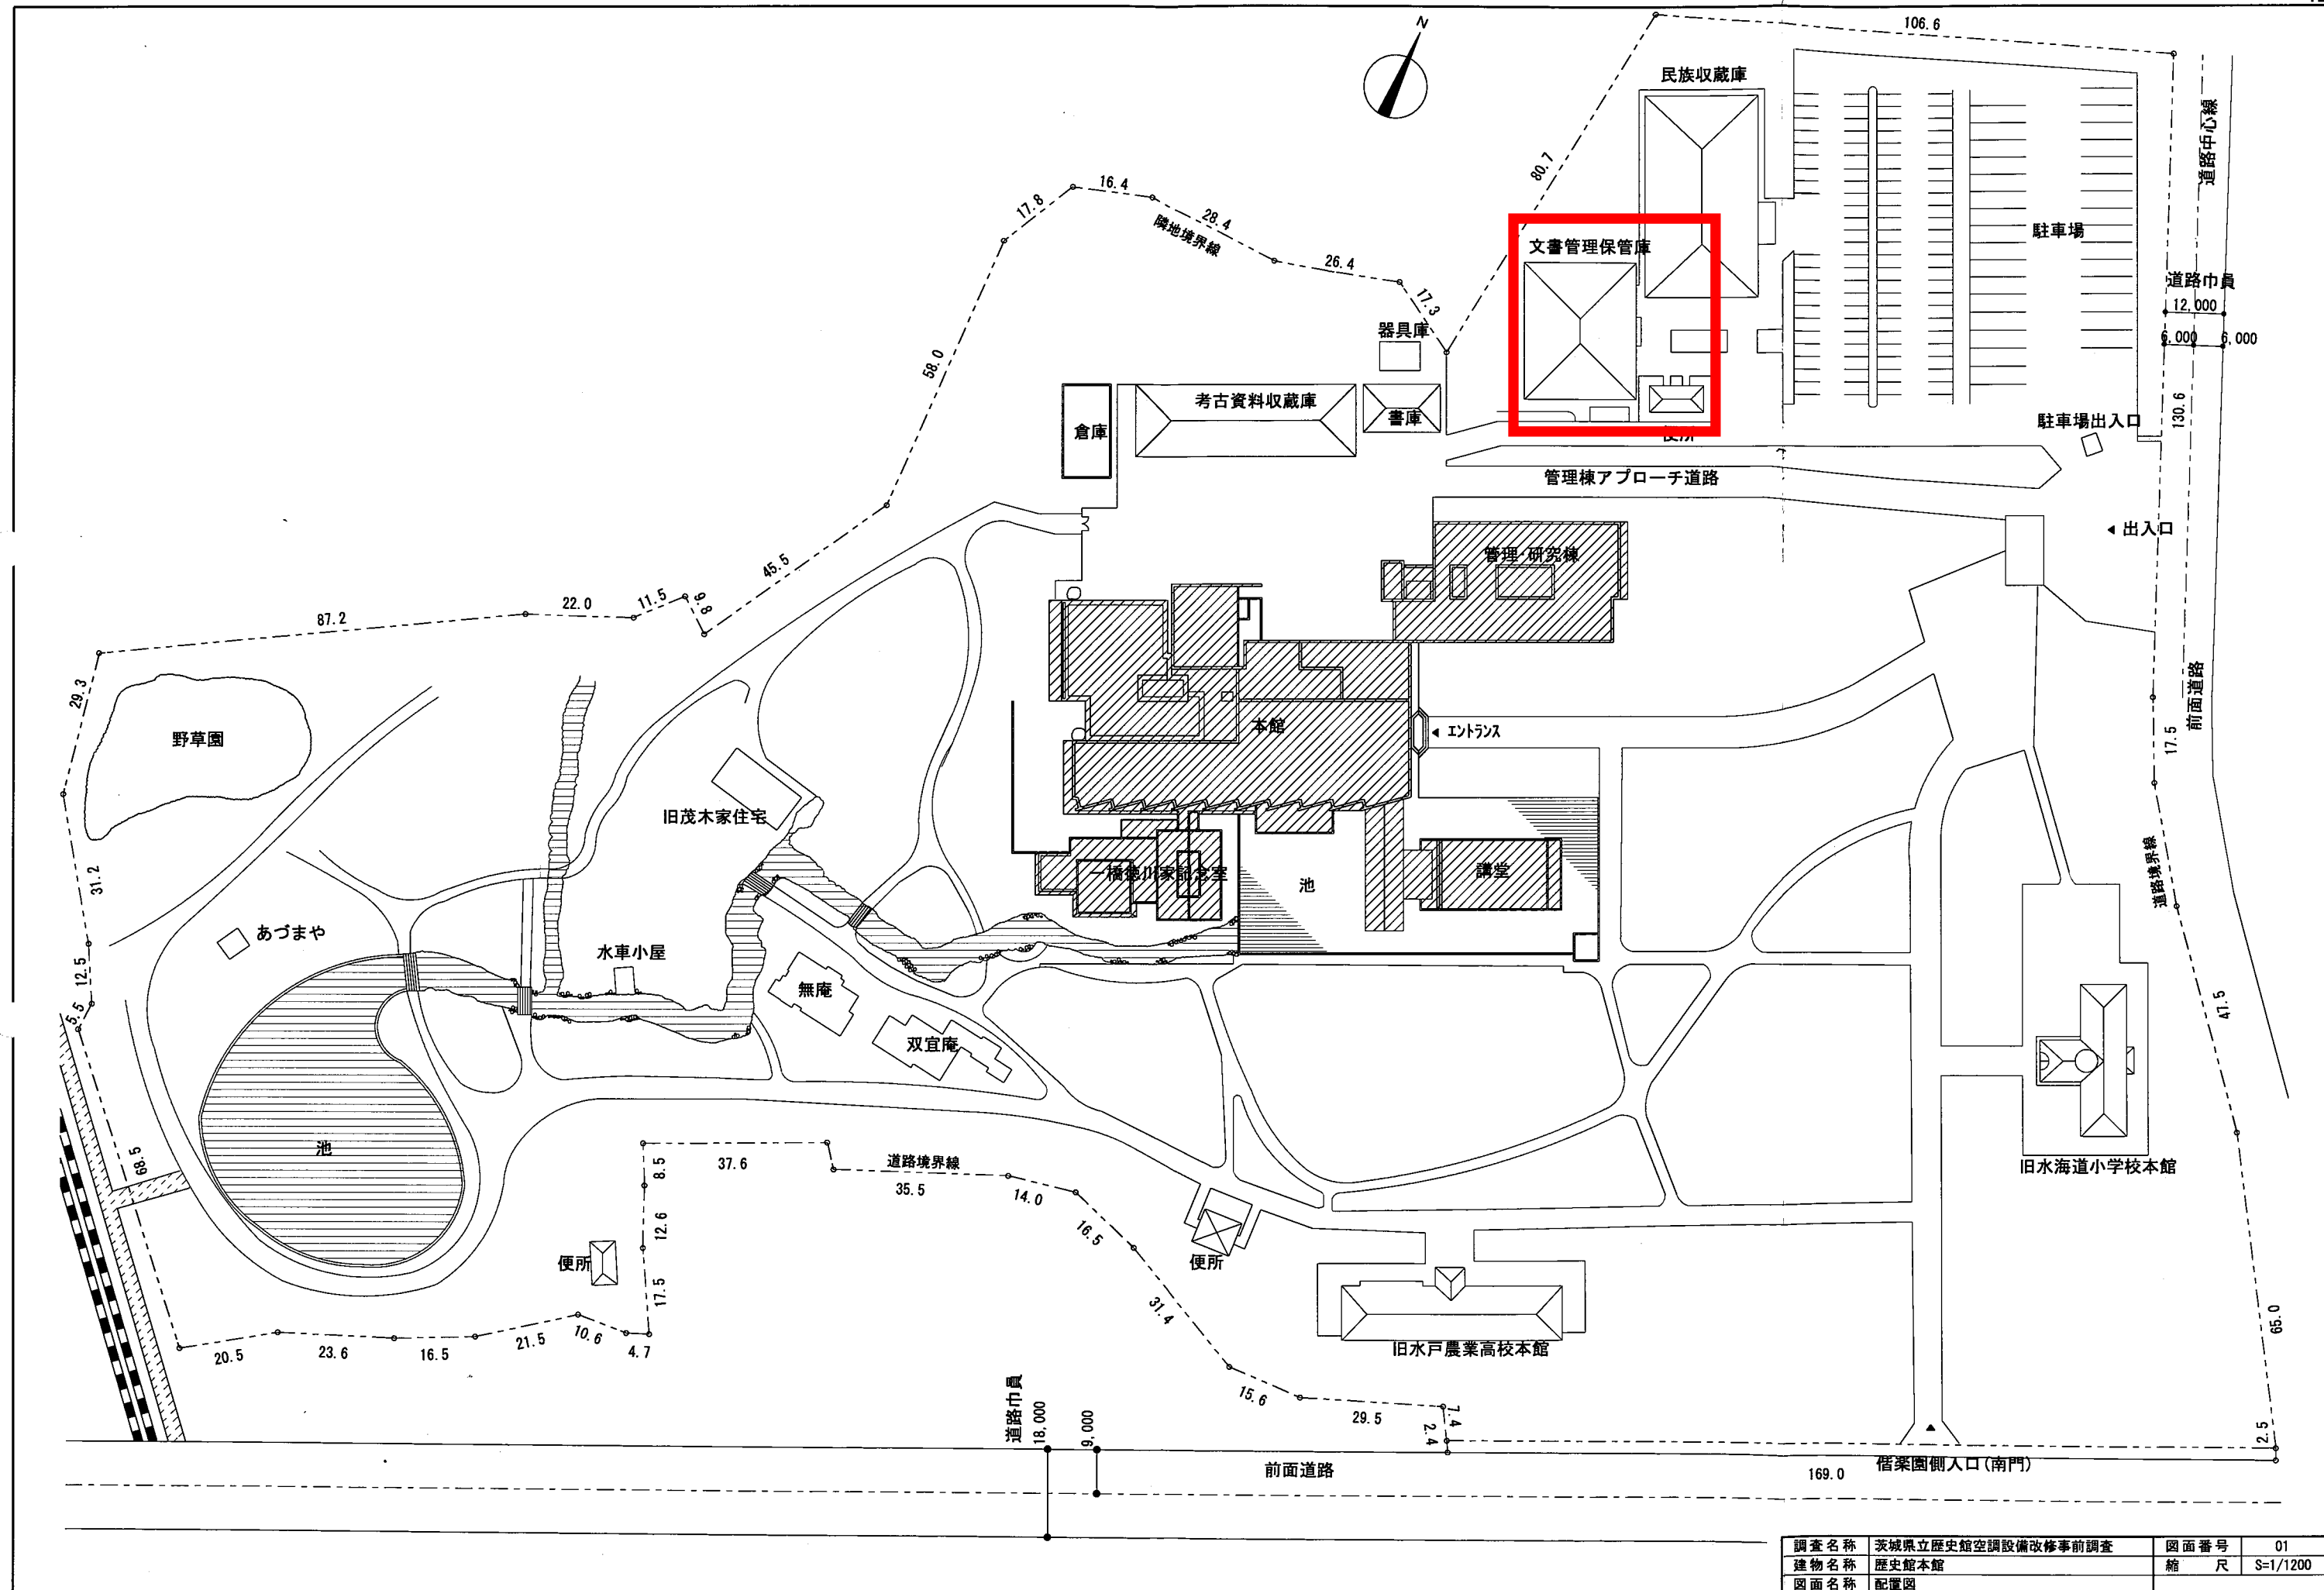 N
106.6
民族収蔵庫
道路中心線
80.7
16.4
17.8
28.4
隣地境界線
26.4
17.3
文書管理保管庫
駐車場
道路巾員
12,000
6,000
6,000
58.0
器具庫
考古資料収蔵庫
書庫
倉庫
便所
130.6
駐車場出入口
管理棟アプローチ道路
出入口
管理・研究棟
45.5
9.8
11.5
22.0
87.2
29.3
野草園
旧茂木家住宅
本館
エントランス
前面道路
17.5
道路境界線
31.2
一橋徳川家記念室
池
講堂
あづまや
水車小屋
無庵
双宜庵
12.5
5.5
47.5
68.5
池
旧水海道小学校本館
37.6
道路境界線
35.5
14.0
8.5
12.6
17.5
16.5
便所
便所
31.4
旧水戸農業高校本館
65.0
20.5
23.6
16.5
21.5
10.6
4.7
15.6
29.5
7.4
2.4
2.5
道路巾員
18,000
9,000
前面道路
169.0
偕楽園側入口(南門)
調査名称 茨城県立歴史館空調設備改修事前調査 図面番号 01
建物名称 歴史館本館 縮尺 S=1/1200
図面名称 配置図